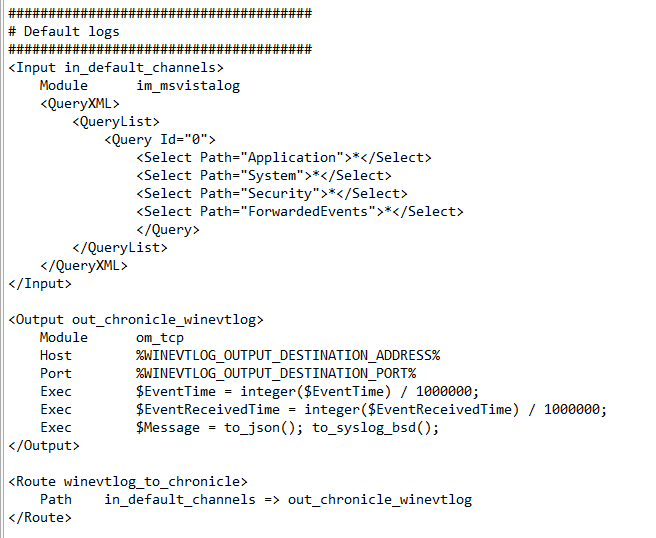 ######################################
# Default logs
######################################
<Input in_default_channels>
    Module      im_msvistalog
    <QueryXML>
        <QueryList>
            <Query Id="0">
                <Select Path="Application">*</Select>
                <Select Path="System">*</Select>
                <Select Path="Security">*</Select>
                <Select Path="ForwardedEvents">*</Select>
                </Query>
        </QueryList>
    </QueryXML>
</Input>

<Output out_chronicle_winevtlog>
    Module      om_tcp
    Host        %WINEVTLOG_OUTPUT_DESTINATION_ADDRESS%
    Port        %WINEVTLOG_OUTPUT_DESTINATION_PORT%
    Exec        $EventTime = integer($EventTime) / 1000000;
    Exec        $EventReceivedTime = integer($EventReceivedTime) / 1000000;
    Exec        $Message = to_json(); to_syslog_bsd();
</Output>

<Route winevtlog_to_chronicle>
    Path    in_default_channels => out_chronicle_winevtlog
</Route>